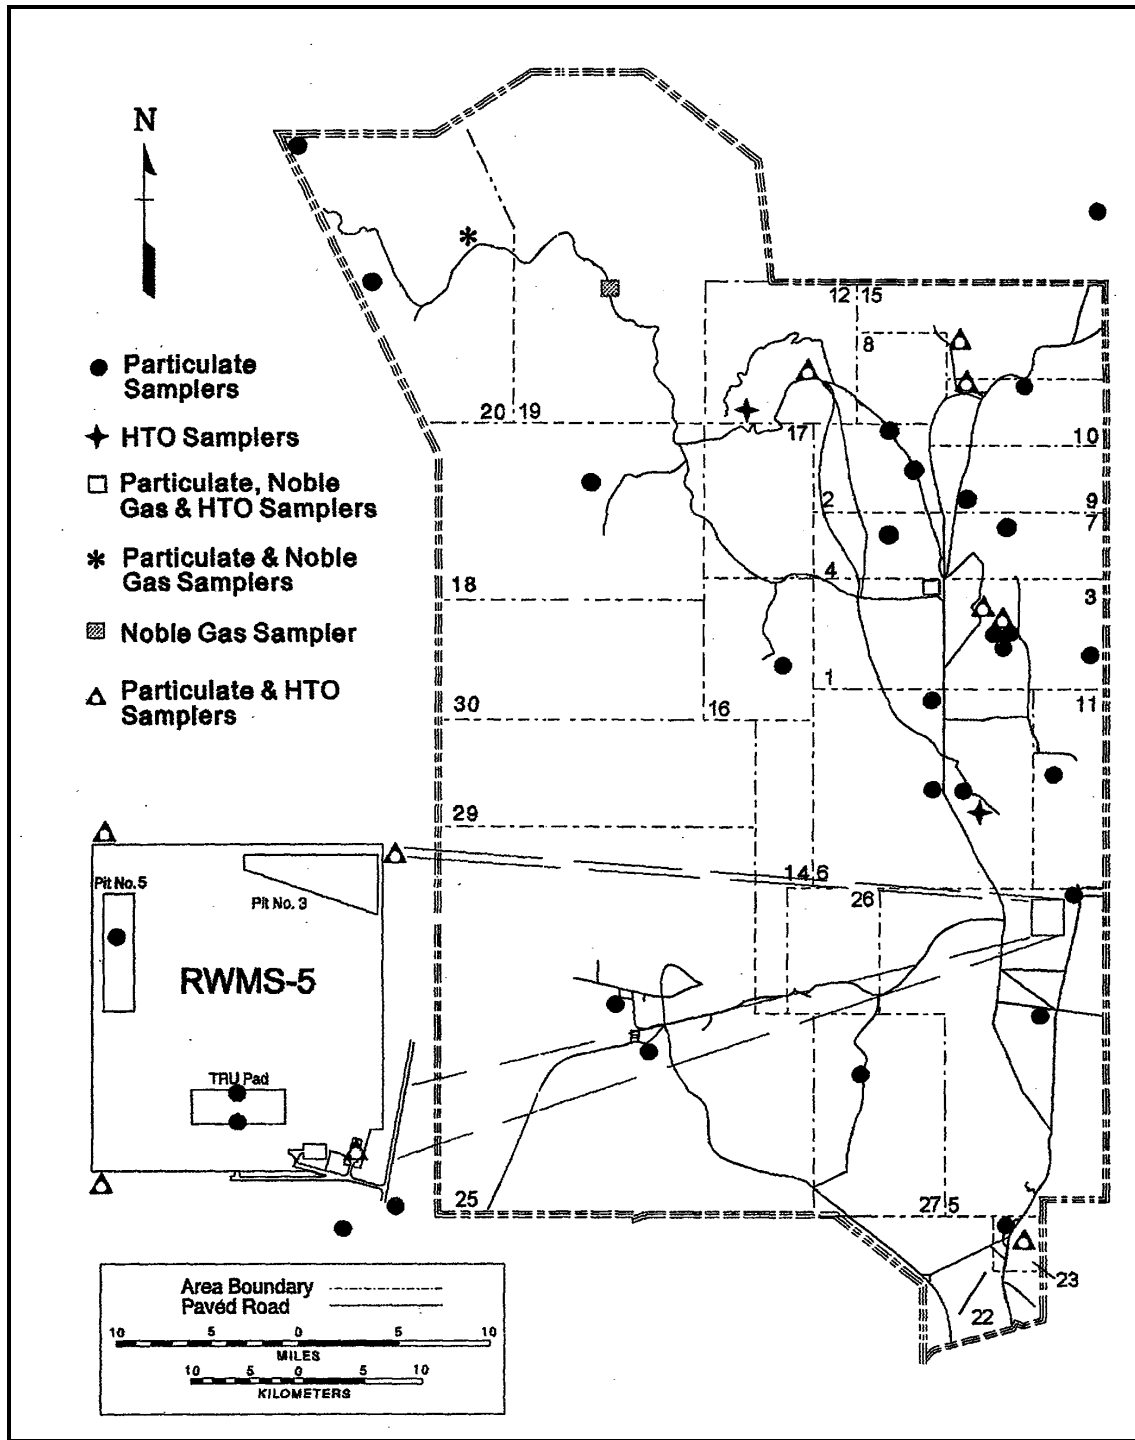 N
Particulate
Samplers
HTO Samplers
Particulate, Noble
Gas & HTO Samplers
Particulate & Noble
Gas Samplers
Noble Gas Sampler
Particulate & HTO
Samplers
12 15
8
20 19
17
10
2
9
7
4
18
3
1
30
16
11
29
14 6
26
25
27 5
23
22
Pit No. 5
Pit No. 3
RWMS-5
TRU Pad
Area Boundary
Paved Road
10 5 0 5 10
MILES
10 5 0 5 10
KILOMETERS